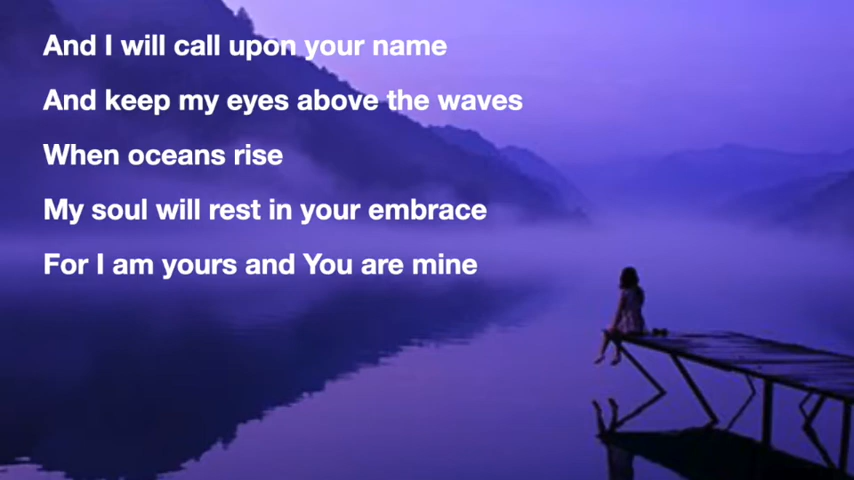 And I will call upon your name
And keep my eyes above the waves
When oceans rise
My soul will rest in your embrace
For I am yours and You are mine